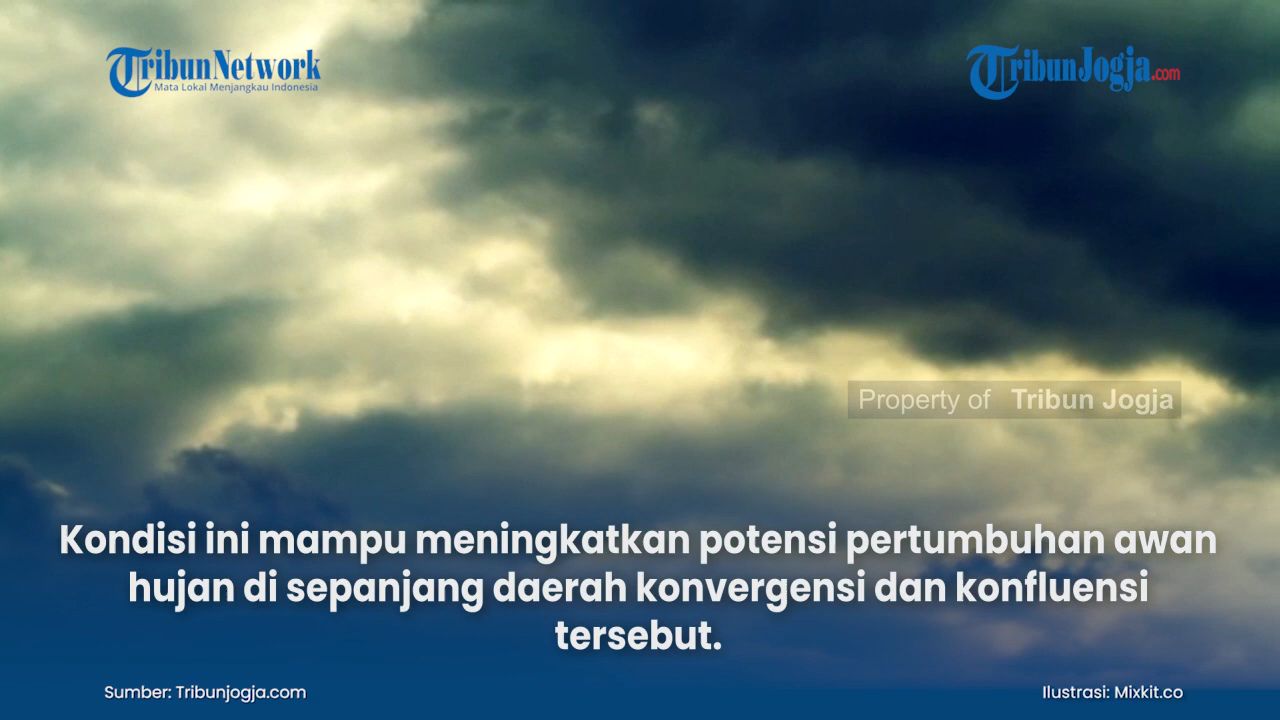 TribunNetwork
Mata Lokal Menjangkau Indonesia
TribunJogja.com
Property of Tribun Jogja
Kondisi ini mampu meningkatkan potensi pertumbuhan awan
hujan di sepanjang daerah konvergensi dan konfluensi
tersebut.
Sumber: Tribunjogja.com
Ilustrasi: Mixkit.co